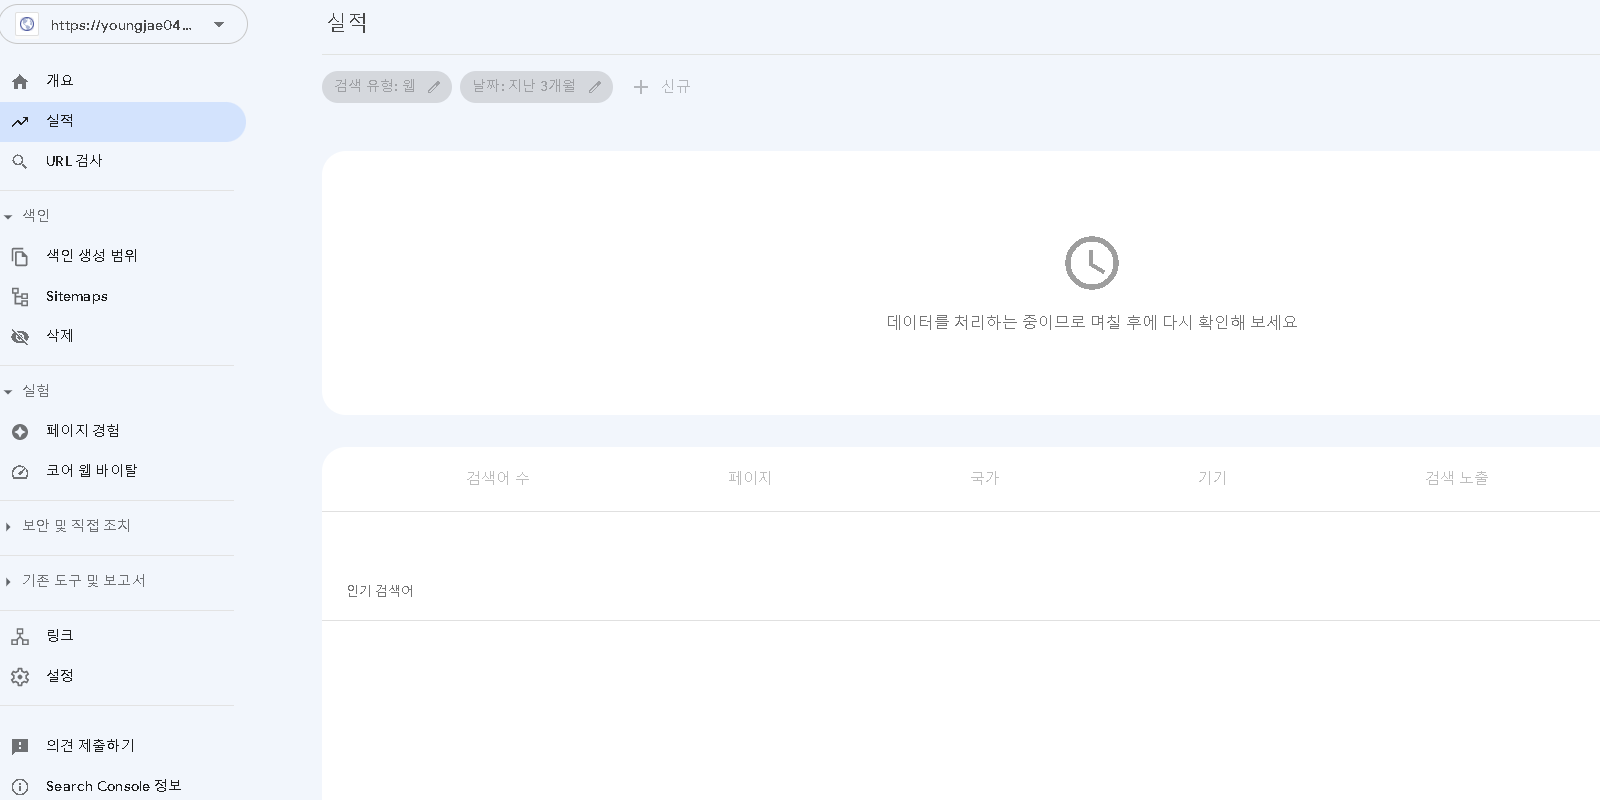 https://youngjae04...
개요
실적
URL 검사
색인
색인 생성 범위
Sitemaps
삭제
실험
페이지 경험
코어 웹 바이탈
보안 및 직접 조치
기존 도구 및 보고서
링크
설정
의견 제출하기
Search Console 정보
실적
검색 유형: 웹 날짜: 지난 3개월 신규
데이터를 처리하는 중이므로 며칠 후에 다시 확인해 보세요
검색어 수 페이지 국가 기기 검색 노출
인기 검색어